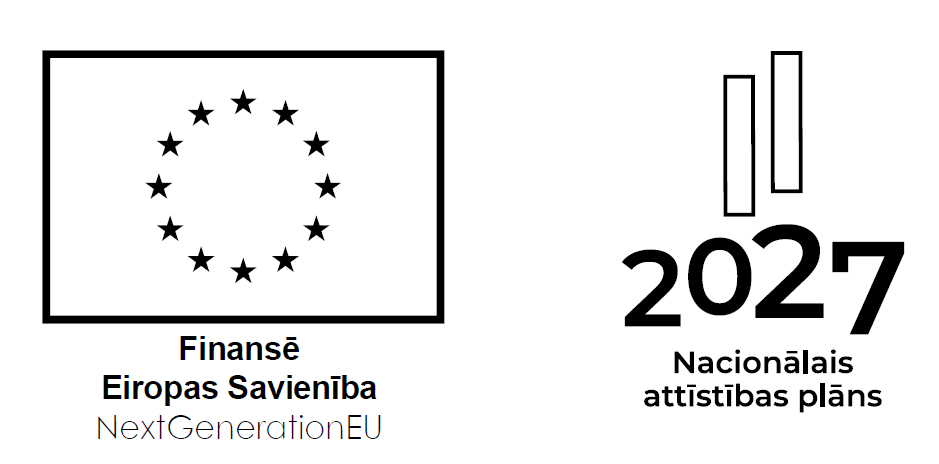 Finansē
Eiropas Savienība
NextGenerationEU
2027
Nacionālais
attīstības plāns